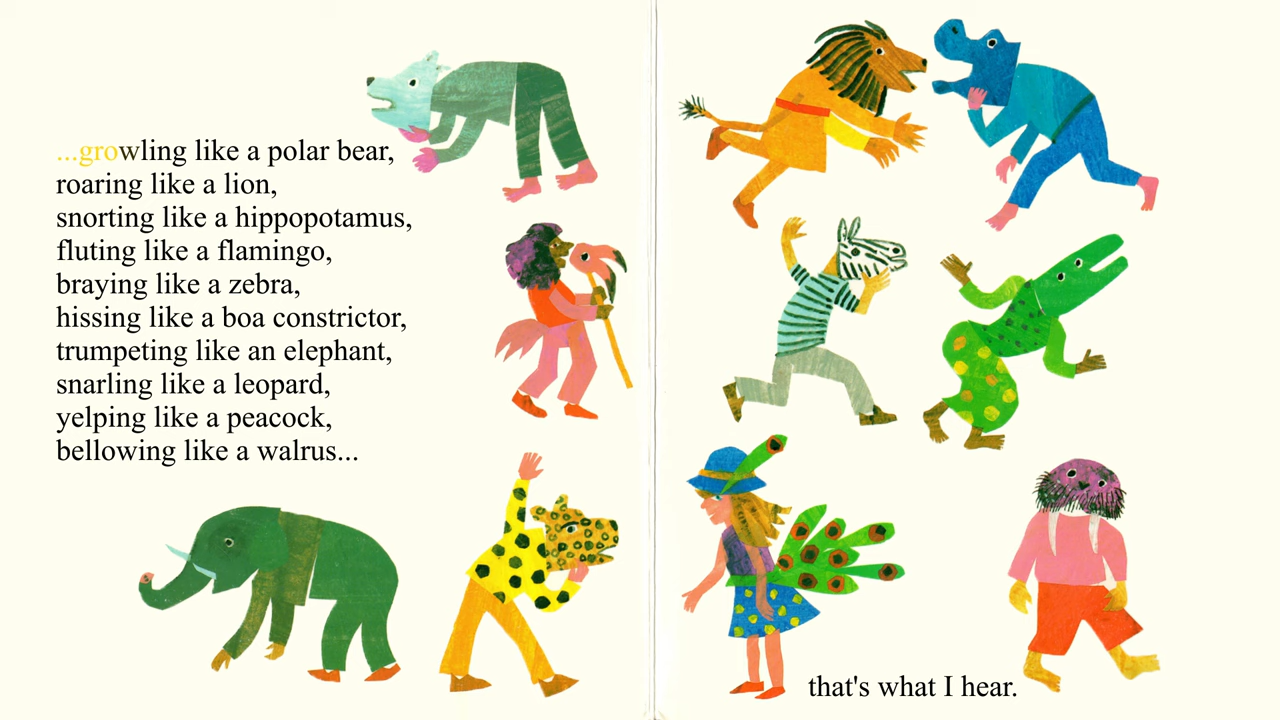 ...growling like a polar bear,
roaring like a lion,
snorting like a hippopotamus,
fluting like a flamingo,
braying like a zebra,
hissing like a boa constrictor,
trumpeting like an elephant,
snarling like a leopard,
yelping like a peacock,
bellowing like a walrus...
that's what I hear.